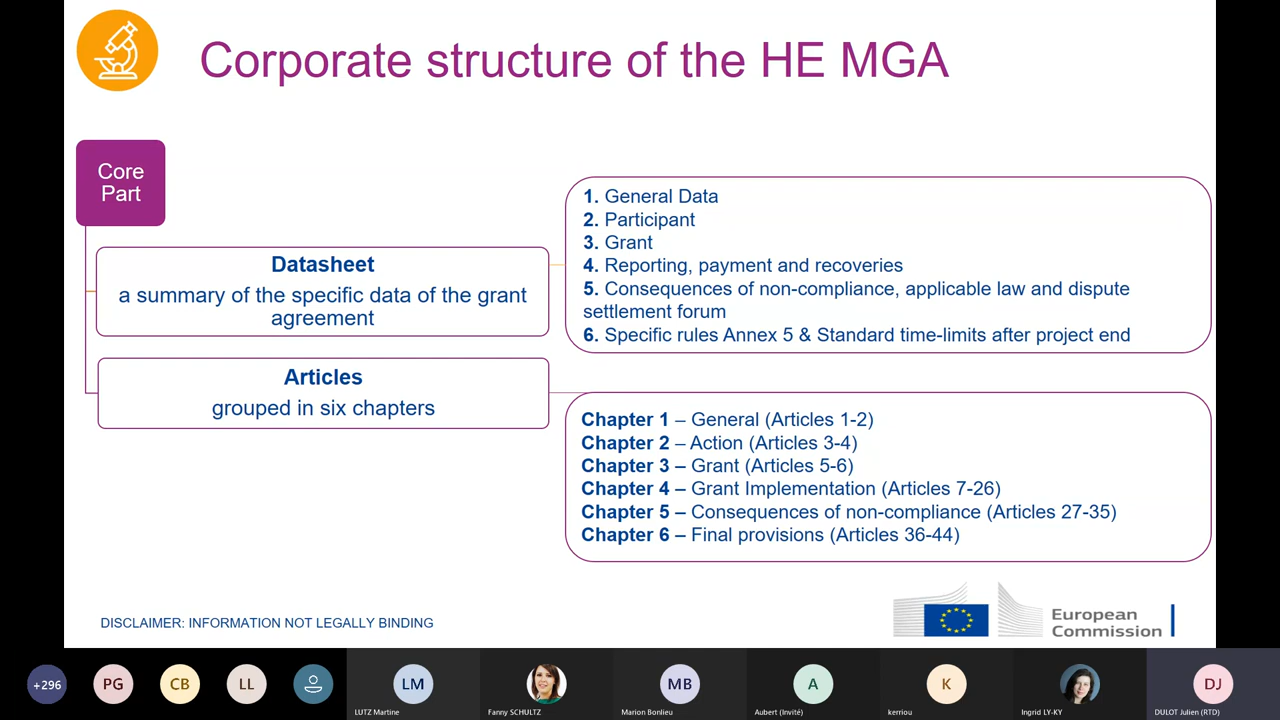 Corporate structure of the HE MGA
Core
Part
Datasheet
a summary of the specific data of the grant
agreement
Articles
grouped in six chapters
1. General Data
2. Participant
3. Grant
4. Reporting, payment and recoveries
5. Consequences of non-compliance, applicable law and dispute
settlement forum
6. Specific rules Annex 5 & Standard time-limits after project end
Chapter 1 – General (Articles 1-2)
Chapter 2 – Action (Articles 3-4)
Chapter 3 – Grant (Articles 5-6)
Chapter 4 – Grant Implementation (Articles 7-26)
Chapter 5 – Consequences of non-compliance (Articles 27-35)
Chapter 6 – Final provisions (Articles 36-44)
DISCLAIMER: INFORMATION NOT LEGALLY BINDING
European
Commission
+296
PG
CB
LL
LM
MB
A
K
DJ
LUTZ Martine
Fanny SCHULTZ
Marion Bonlieu
Aubert (Invité)
kerriou
Ingrid LY-KY
DULOT Julien (RTD)